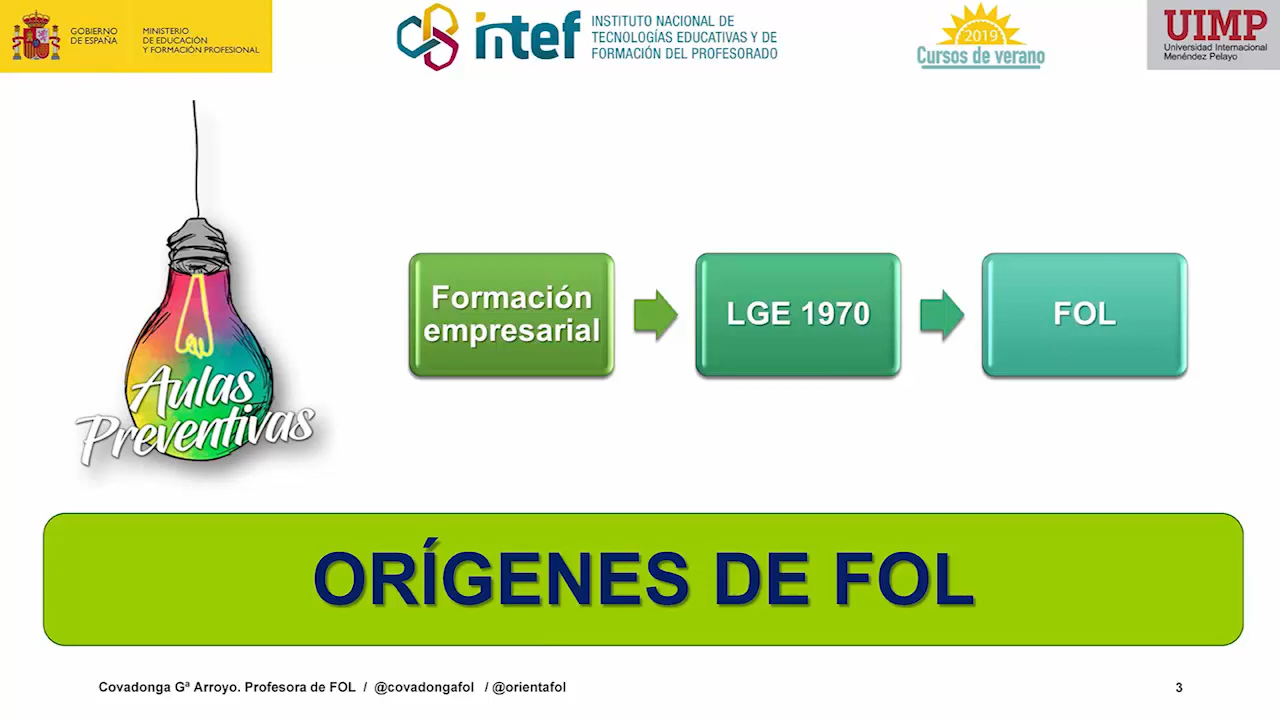 GOBIERNO
DE ESPAÑA
MINISTERIO
DE EDUCACIÓN
Y FORMACIÓN PROFESIONAL
intef
INSTITUTO NACIONAL DE
TECNOLOGÍAS EDUCATIVAS Y DE
FORMACIÓN DEL PROFESORADO
2019
Cursos de verano
UIMP
Universidad Internacional
Menéndez Pelayo
Aulas
Preventivas
Formación
empresarial
LGE 1970
FOL
ORÍGENES DE FOL
Covadonga Gª Arroyo. Profesora de FOL / @covadongafol / @orientafol
3